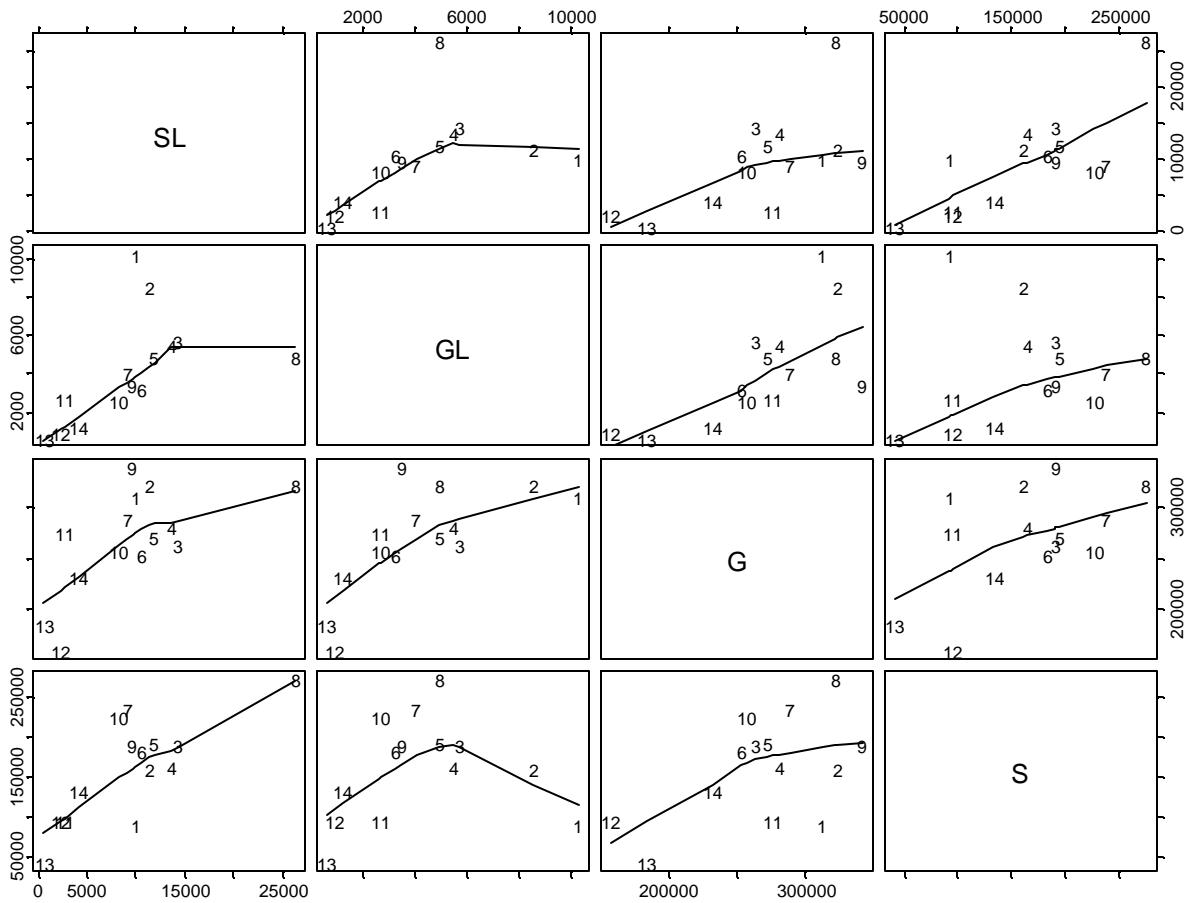 2000 6000 10000 50000 150000 250000
8 8 8
20000
3 3 3
SL 4 4 4
5 5 5
2 2 2
6 6 6
10000
9 1 1 9 1 9
7 7 7
10 10 10
14 14 14
11 11 11
12 12 12
13 13 13
0
10000
1 1 1
2 2 2
6000
3 3 3
4 4 4
GL
5 8 5 8 5 8
7 7 7
9 9 9
6 6 6
2000
11 10 10 11 11 10
14 14 14
12 12 12
13 13 13
9 9
2 8 8 2 2 8
1 1 1
300000
7 7 7
11 4 11 4 11 4
5 5 5
3 3 3
G
10 6 10 6 6 10
14 14 14
200000
13 13 13
12 12 12
8 8 8
250000
7 7 7
10 10 10
9 6 5 3 6 9 5 3 6 3 5 9
4 2 4 2 4 2
S
150000
14 14 14
12 11 1 12 11 1 12 11 1
13 13 13
50000
0 5000 15000 25000 200000 300000